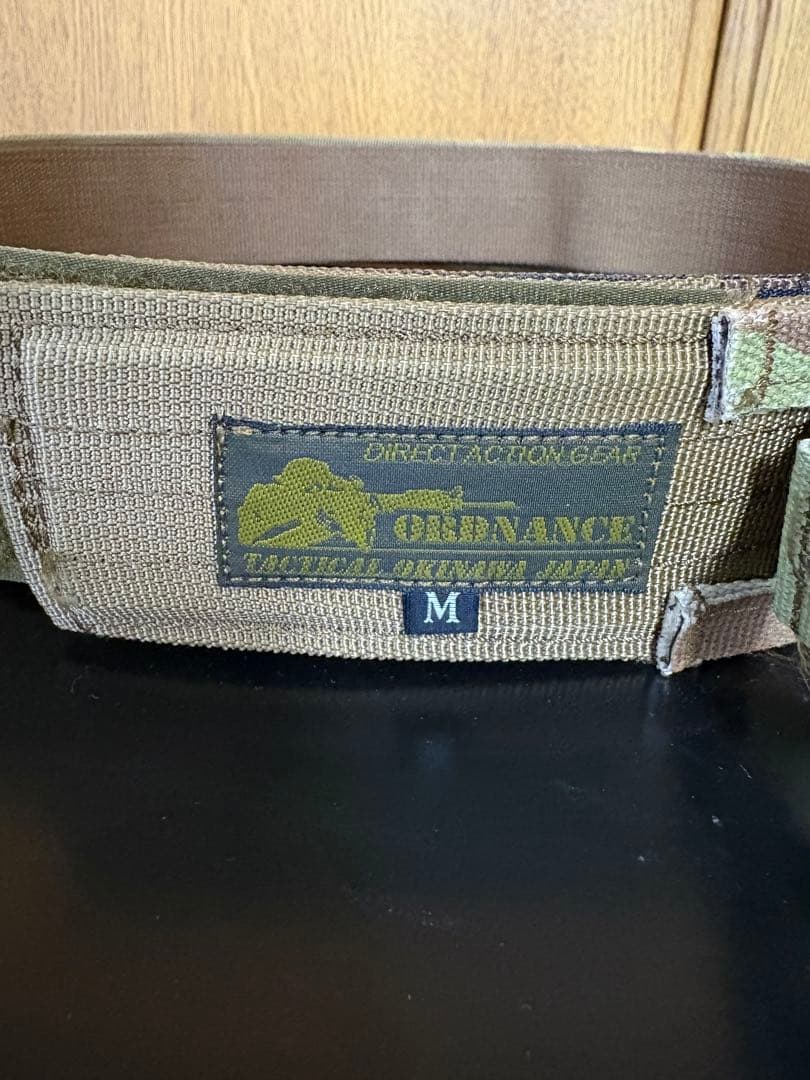 DIRECT ACTION GEAR
ORDNANCE
TACTICAL OKINAWA JAPAN
M